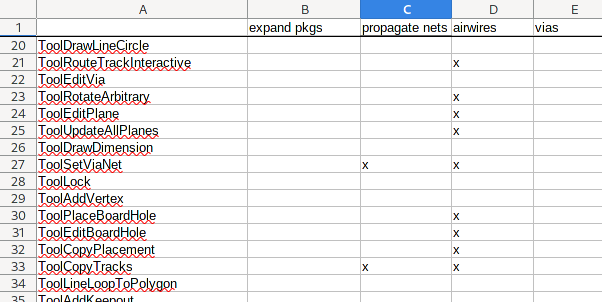 A B C D E
1 expand pkgs propagate nets airwires vias
20 ToolDrawLineCircle
21 ToolRouteTrackInteractive x
22 ToolEditVia
23 ToolRotateArbitrary x
24 ToolEditPlane x
25 ToolUpdateAllPlanes x
26 ToolDrawDimension
27 ToolSetViaNet x x
28 ToolLock
29 ToolAddVertex
30 ToolPlaceBoardHole x
31 ToolEditBoardHole x
32 ToolCopyPlacement x
33 ToolCopyTracks x x
34 ToolLineLoopToPolygon
35 ToolAddKeepout